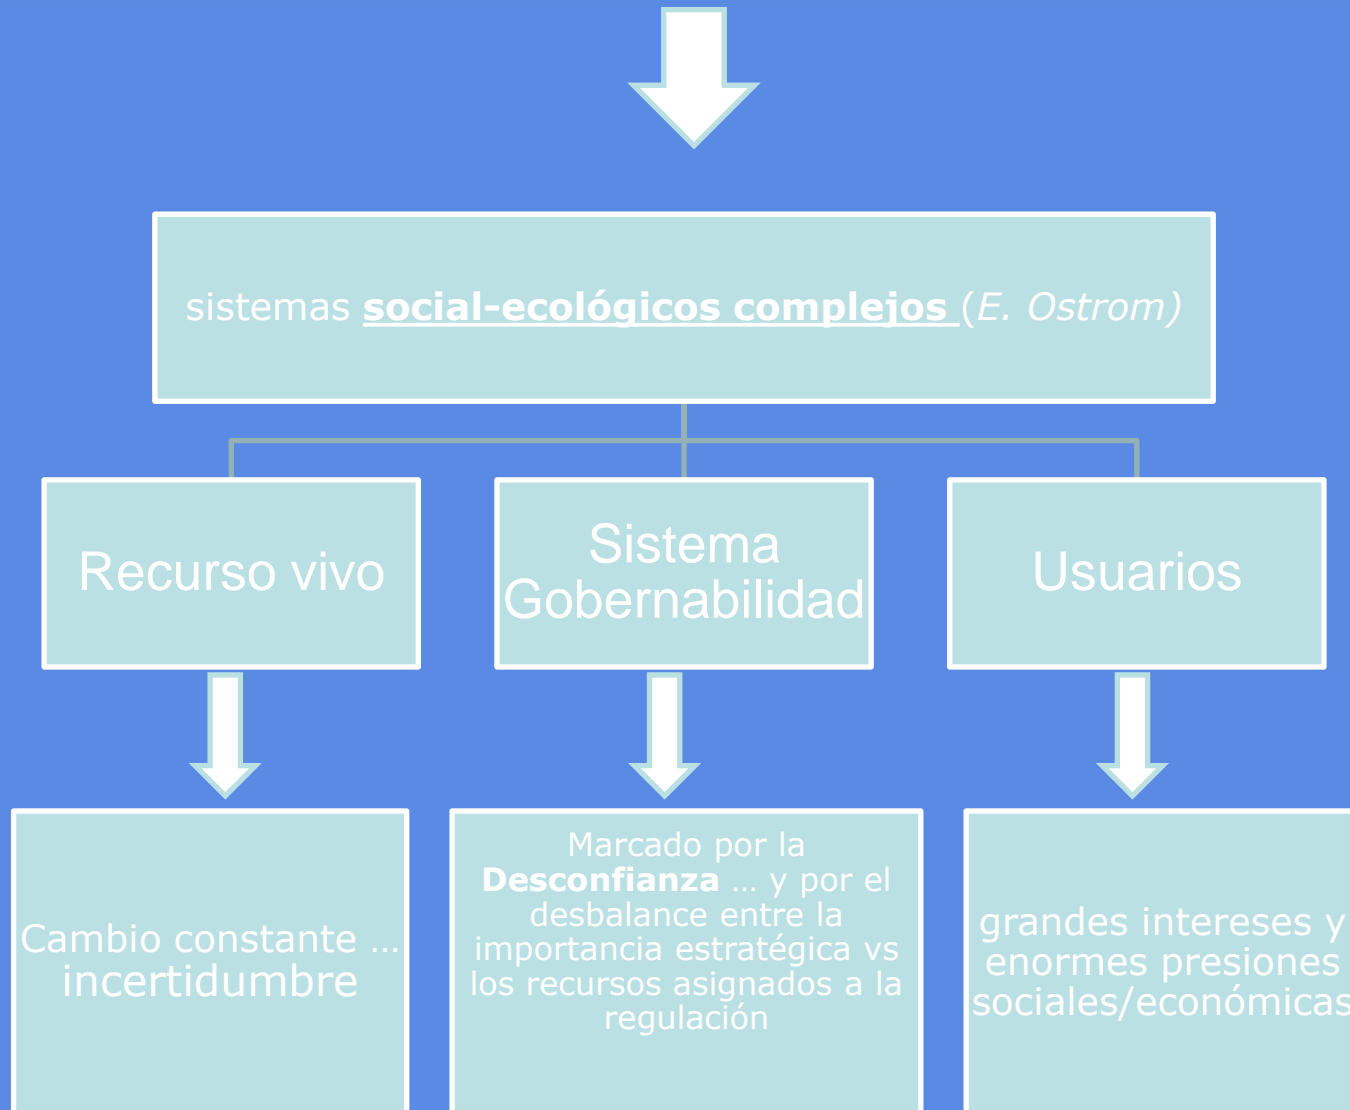 sistemas social-ecológicos complejos (E. Ostrom)
Recurso vivo
Sistema
Gobernabilidad
Usuarios
Cambio constante ...
incertidumbre
Marcado por la
Desconfianza ... y por el
desbalance entre la
importancia estratégica vs
los recursos asignados a la
regulación
grandes intereses y
enormes presiones
sociales/económicas